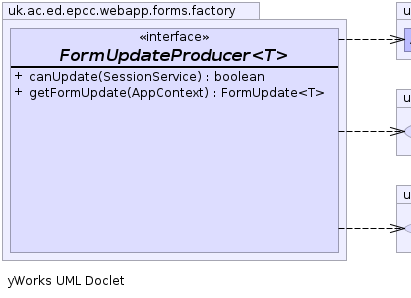 uk.ac.ed.epcc.webapp.forms.factory
«interface»
FormUpdateProducer<T>
+ canUpdate(SessionService) : boolean
+ getFormUpdate(AppContext) : FormUpdate<T>
u
u
u
yWorks UML Doclet